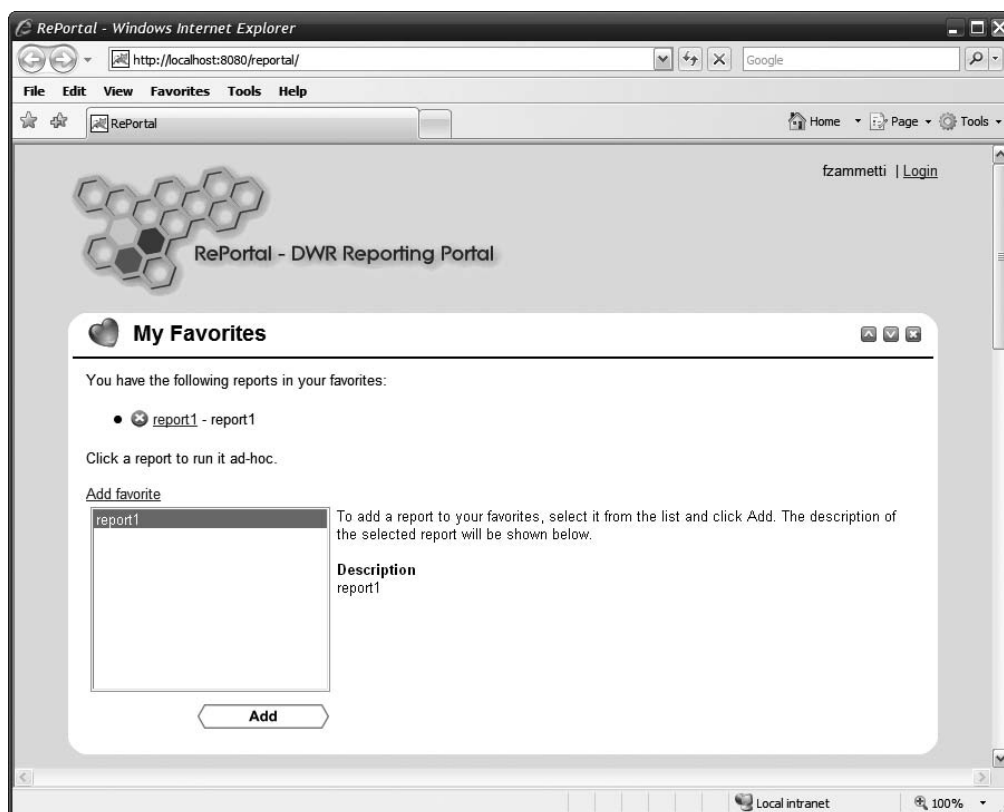 RePortal - Windows Internet Explorer
http://localhost:8080/reportal/
Google
File Edit View Favorites Tools Help
RePortal
Home Page Tools
fzammetti | Login
RePortal - DWR Reporting Portal
My Favorites
You have the following reports in your favorites:
report1 - report1
Click a report to run it ad-hoc.
Add favorite
report1
To add a report to your favorites, select it from the list and click Add. The description of
the selected report will be shown below.
Description
report1
Add
Local intranet
100%